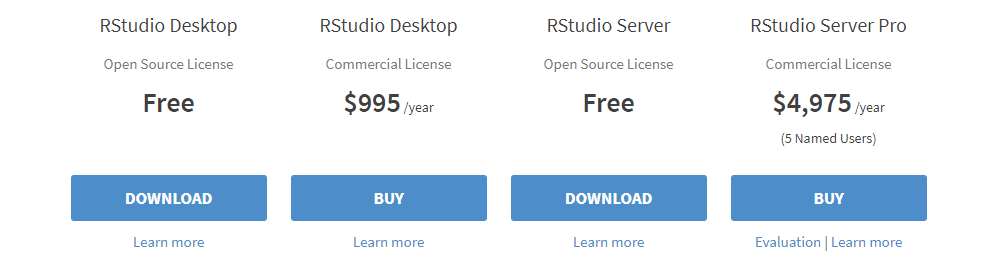 RStudio Desktop
Open Source License
Free
DOWNLOAD
Learn more
RStudio Desktop
Commercial License
$995 /year
BUY
Learn more
RStudio Server
Open Source License
Free
DOWNLOAD
Learn more
RStudio Server Pro
Commercial License
$4,975 /year
(5 Named Users)
BUY
Evaluation | Learn more